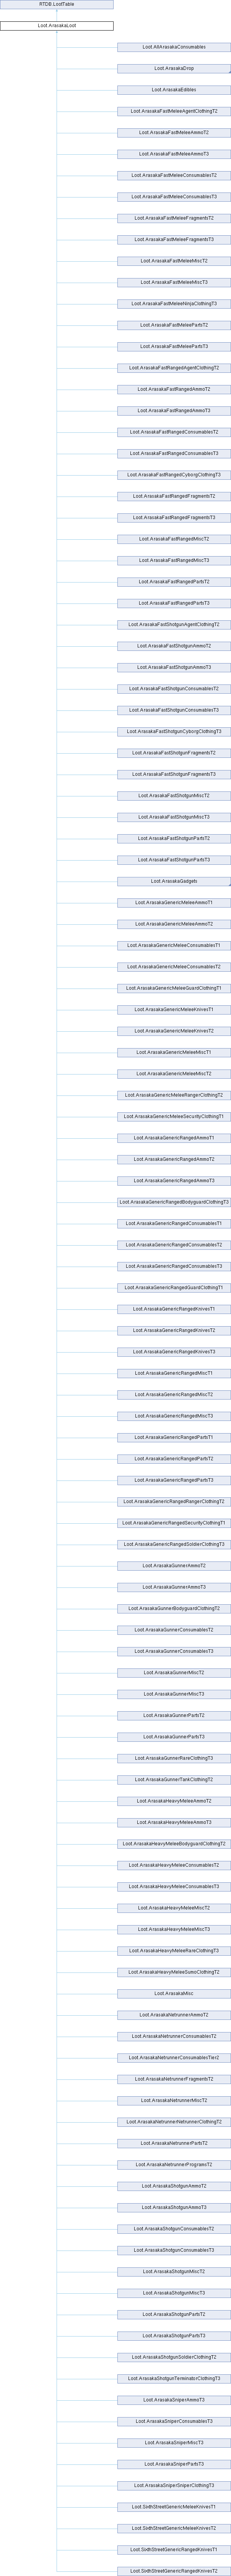 RTDB LootTable
Loot ArasakaLoot
Loot AllArasakaConsumables
Loot ArasakaDrop
Loot ArasakaEdibles
Loot ArasakaFastMeleeAgentClothingT2
Loot ArasakaFastMeleeAmmoT2
Loot ArasakaFastMeleeAmmoT3
Loot ArasakaFastMeleeConsumablesT2
Loot ArasakaFastMeleeConsumablesT3
Loot ArasakaFastMeleeFragmentsT2
Loot ArasakaFastMeleeFragmentsT3
Loot ArasakaFastMeleeMiscT2
Loot ArasakaFastMeleeMiscT3
Loot ArasakaFastMeleeNinjaClothingT3
Loot ArasakaFastMeleePartsT2
Loot ArasakaFastMeleePartsT3
Loot ArasakaFastRangedAgentClothingT2
Loot ArasakaFastRangedAmmoT2
Loot ArasakaFastRangedAmmoT3
Loot ArasakaFastRangedConsumablesT2
Loot ArasakaFastRangedConsumablesT3
Loot ArasakaFastRangedCyborgClothingT3
Loot ArasakaFastRangedFragmentsT2
Loot ArasakaFastRangedFragmentsT3
Loot ArasakaFastRangedMiscT2
Loot ArasakaFastRangedMiscT3
Loot ArasakaFastRangedPartsT2
Loot ArasakaFastRangedPartsT3
Loot ArasakaFastShotgunAgentClothingT2
Loot ArasakaFastShotgunAmmoT2
Loot ArasakaFastShotgunAmmoT3
Loot ArasakaFastShotgunConsumablesT2
Loot ArasakaFastShotgunConsumablesT3
Loot ArasakaFastShotgunCyborgClothingT3
Loot ArasakaFastShotgunFragmentsT2
Loot ArasakaFastShotgunFragmentsT3
Loot ArasakaFastShotgunMiscT2
Loot ArasakaFastShotgunMiscT3
Loot ArasakaFastShotgunPartsT2
Loot ArasakaFastShotgunPartsT3
Loot ArasakaGadgets
Loot ArasakaGenericMeleeAmmoT1
Loot ArasakaGenericMeleeAmmoT2
Loot ArasakaGenericMeleeConsumablesT1
Loot ArasakaGenericMeleeConsumablesT2
Loot ArasakaGenericMeleeGuardClothingT1
Loot ArasakaGenericMeleeKnivesT1
Loot ArasakaGenericMeleeKnivesT2
Loot ArasakaGenericMeleeMiscT1
Loot ArasakaGenericMeleeMiscT2
Loot ArasakaGenericMeleeRangerClothingT2
Loot ArasakaGenericMeleeSecurityClothingT1
Loot ArasakaGenericRangedAmmoT1
Loot ArasakaGenericRangedAmmoT2
Loot ArasakaGenericRangedAmmoT3
Loot ArasakaGenericRangedBodyguardClothingT3
Loot ArasakaGenericRangedConsumablesT1
Loot ArasakaGenericRangedConsumablesT2
Loot ArasakaGenericRangedConsumablesT3
Loot ArasakaGenericRangedGuardClothingT1
Loot ArasakaGenericRangedKnivesT1
Loot ArasakaGenericRangedKnivesT2
Loot ArasakaGenericRangedKnivesT3
Loot ArasakaGenericRangedMiscT1
Loot ArasakaGenericRangedMiscT2
Loot ArasakaGenericRangedMiscT3
Loot ArasakaGenericRangedPartsT1
Loot ArasakaGenericRangedPartsT2
Loot ArasakaGenericRangedPartsT3
Loot ArasakaGenericRangedRangerClothingT2
Loot ArasakaGenericRangedSecurityClothingT1
Loot ArasakaGenericRangedSoldierClothingT3
Loot ArasakaGunnerAmmoT2
Loot ArasakaGunnerAmmoT3
Loot ArasakaGunnerBodyguardClothingT2
Loot ArasakaGunnerConsumablesT2
Loot ArasakaGunnerConsumablesT3
Loot ArasakaGunnerMiscT2
Loot ArasakaGunnerMiscT3
Loot ArasakaGunnerPartsT2
Loot ArasakaGunnerPartsT3
Loot ArasakaGunnerRareClothingT3
Loot ArasakaGunnerTankClothingT2
Loot ArasakaHeavyMeleeAmmoT2
Loot ArasakaHeavyMeleeAmmoT3
Loot ArasakaHeavyMeleeBodyguardClothingT2
Loot ArasakaHeavyMeleeConsumablesT2
Loot ArasakaHeavyMeleeConsumablesT3
Loot ArasakaHeavyMeleeMiscT2
Loot ArasakaHeavyMeleeMiscT3
Loot ArasakaHeavyMeleeRareClothingT3
Loot ArasakaHeavyMeleeSumoClothingT2
Loot ArasakaMisc
Loot ArasakaNetrunnerAmmoT2
Loot ArasakaNetrunnerConsumablesT2
Loot ArasakaNetrunnerConsumablesTier2
Loot ArasakaNetrunnerFragmentsT2
Loot ArasakaNetrunnerMiscT2
Loot ArasakaNetrunnerNetrunnerClothingT2
Loot ArasakaNetrunnerPartsT2
Loot ArasakaNetrunnerProgramsT2
Loot ArasakaShotgunAmmoT2
Loot ArasakaShotgunAmmoT3
Loot ArasakaShotgunConsumablesT2
Loot ArasakaShotgunConsumablesT3
Loot ArasakaShotgunMiscT2
Loot ArasakaShotgunMiscT3
Loot ArasakaShotgunPartsT2
Loot ArasakaShotgunPartsT3
Loot ArasakaShotgunSoldierClothingT2
Loot ArasakaShotgunTerminatorClothingT3
Loot ArasakaSniperAmmoT3
Loot ArasakaSniperConsumablesT3
Loot ArasakaSniperMiscT3
Loot ArasakaSniperPartsT3
Loot ArasakaSniperSniperClothingT3
Loot SixthStreetGenericMeleeKnivesT1
Loot SixthStreetGenericMeleeKnivesT2
Loot SixthStreetGenericRangedKnivesT1
Loot SixthStreetGenericRangedKnivesT2